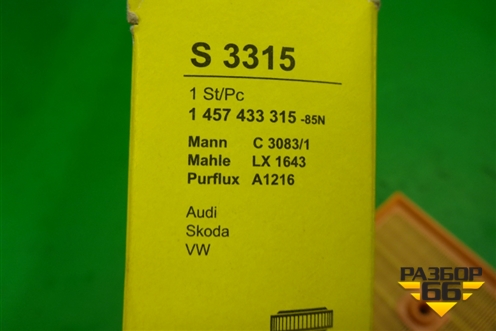 S 3315
1 St/Pc
1 457 433 315 -85N
Mann C 3083/1
Mahle LX 1643
Purflux A1216
Audi
Skoda
VW
РАЗБОР
66